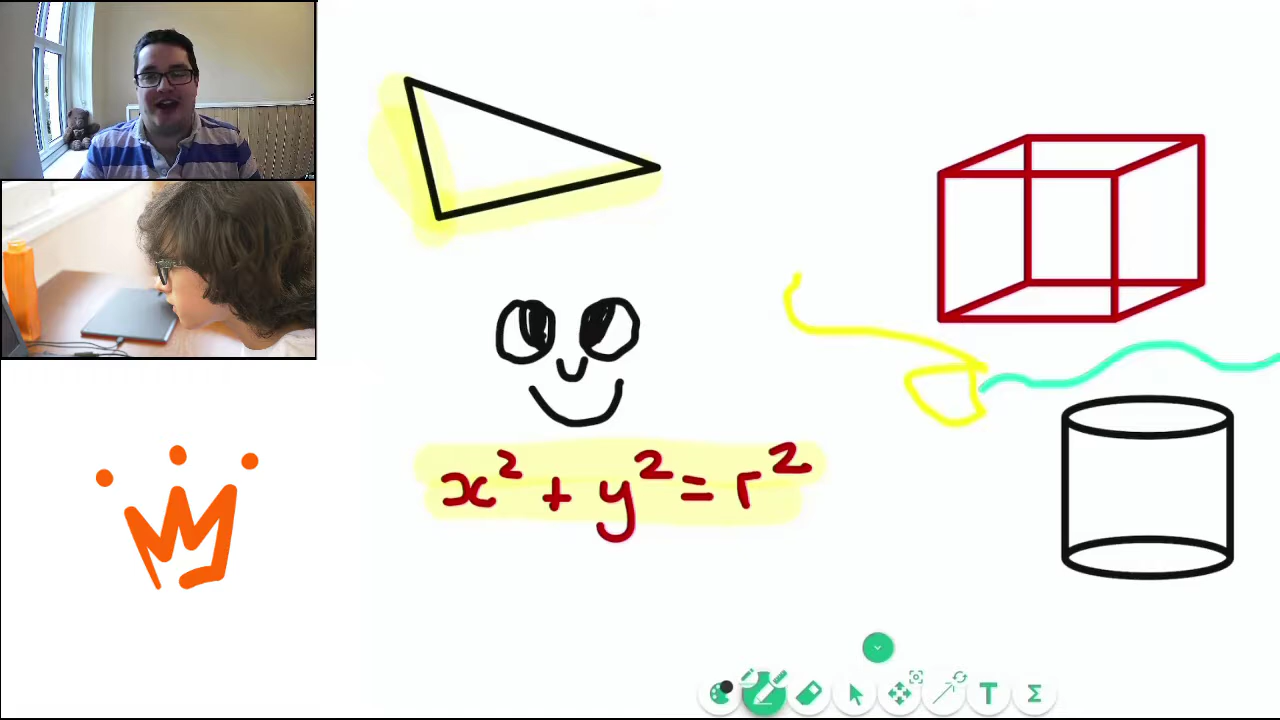 x² + y² = r²
T
Σ